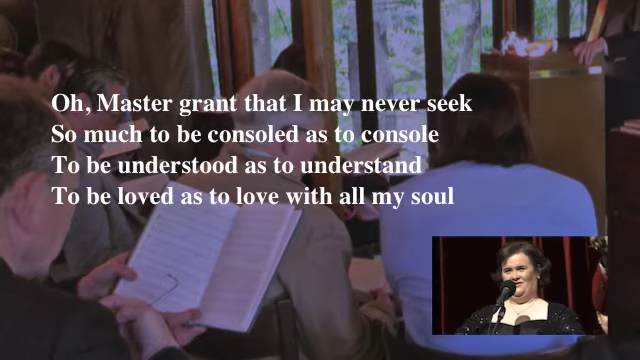 Oh, Master grant that I may never seek
So much to be consoled as to console
To be understood as to understand
To be loved as to love with all my soul